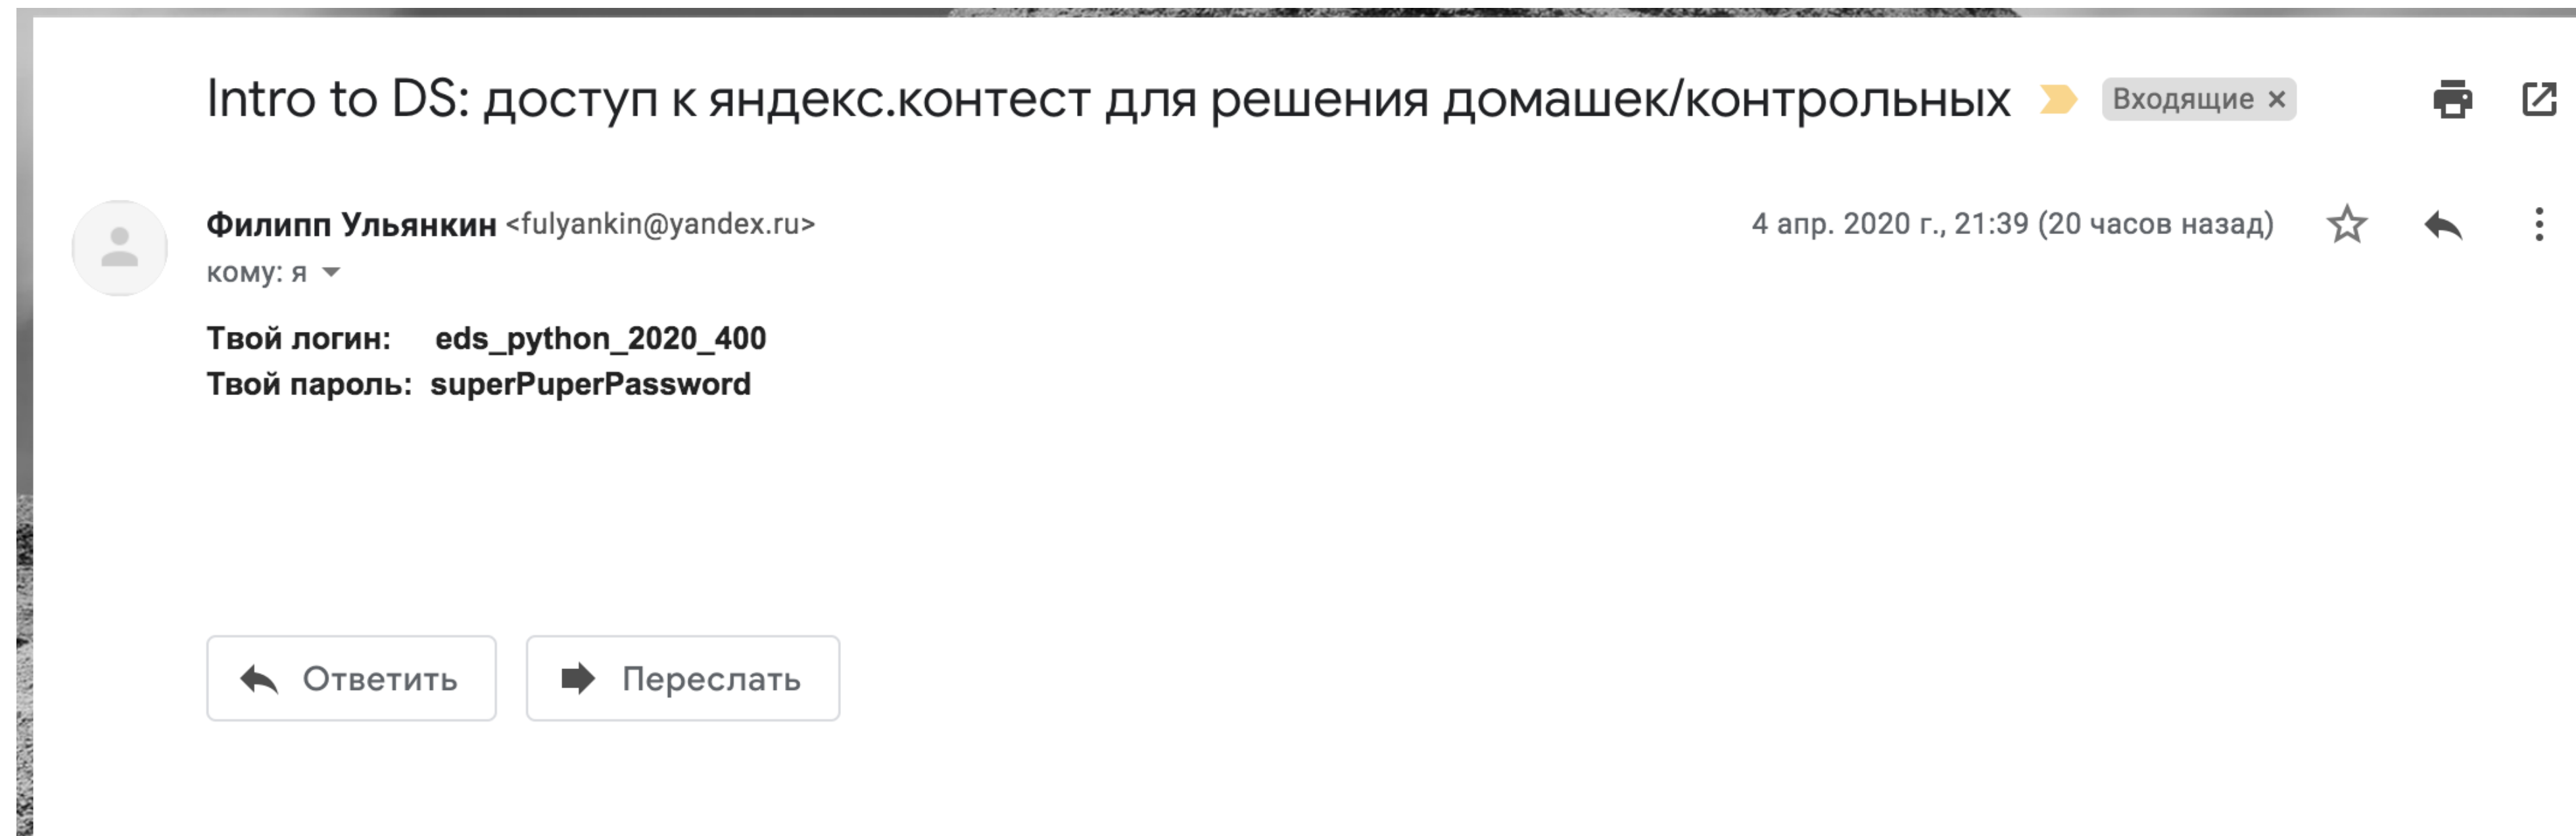 Intro to DS: доступ к яндекс.контест для решения домашек/контрольных Входящие ×
Филипп Ульянкин <fulyankin@yandex.ru> 4 апр. 2020 г., 21:39 (20 часов назад)
кому: я
Твой логин: eds_python_2020_400
Твой пароль: superPuperPassword
Ответить Переслать